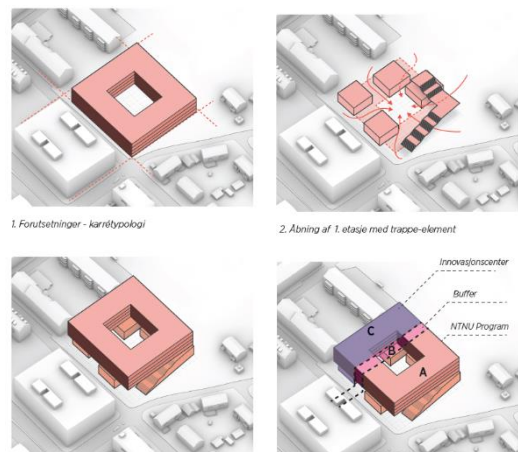 1. Forutsetninger - karrétypologi
2. Åbning af 1. etasje med trappe-element
Innovasjonscenter
Buffer
NTNU Program
C
B
A